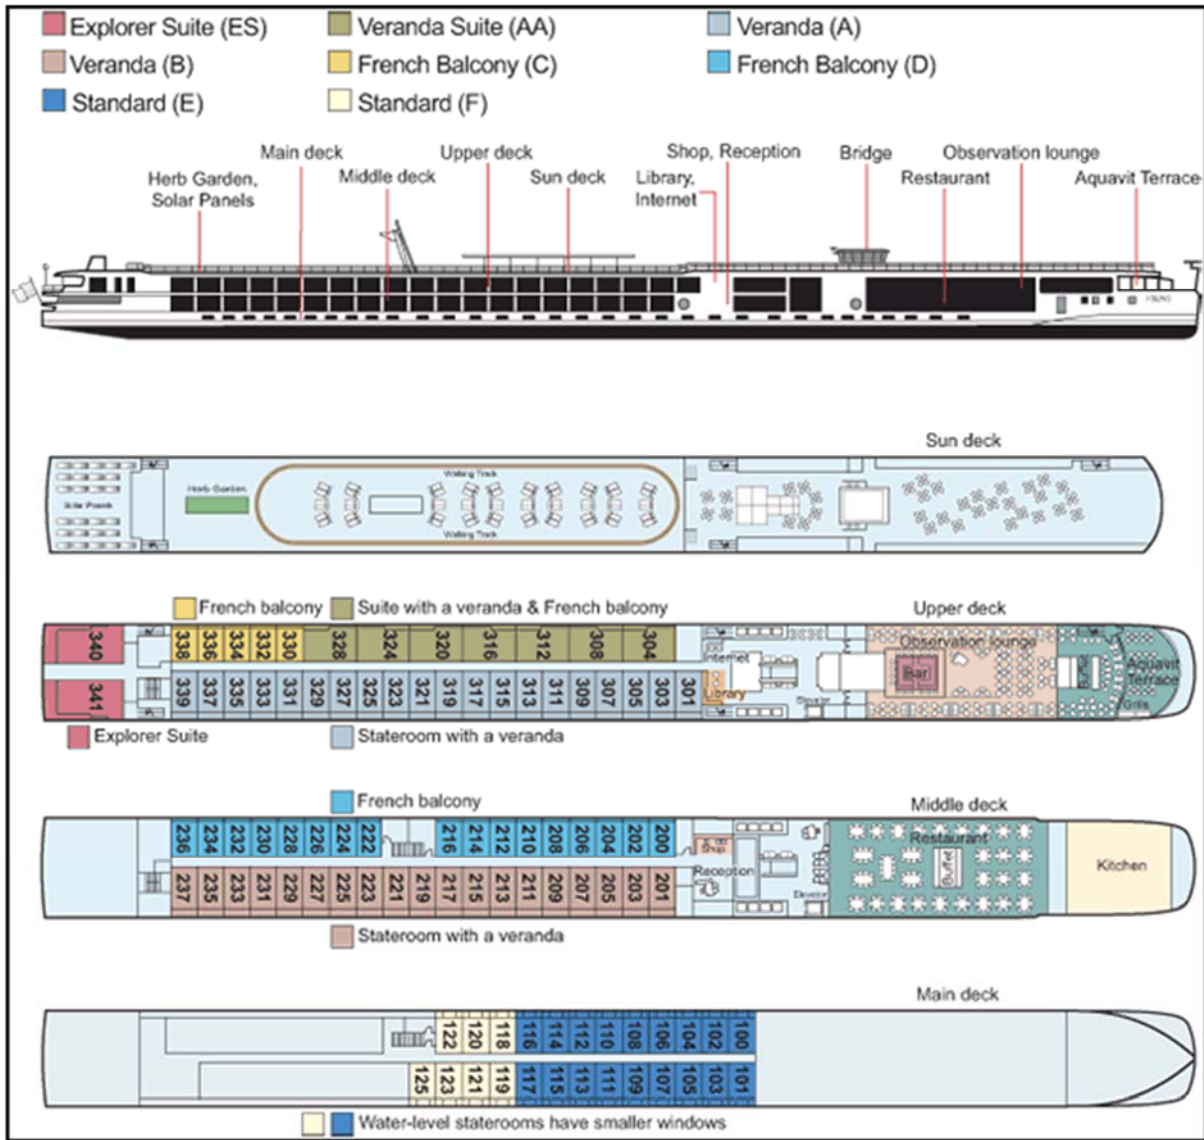 Explorer Suite (ES) Veranda Suite (AA) Veranda (A)
Veranda (B) French Balcony (C) French Balcony (D)
Standard (E) Standard (F)
Main deck Upper deck Shop, Reception Bridge Observation lounge
Herb Garden, Middle deck Sun deck Library, Restaurant Aquavit Terrace
Solar Panels Internet
Sun deck
Walking Track
Herb Garden
Solar Panels
Walking Track
French balcony Suite with a veranda & French balcony Upper deck
340 338 336 334 332 330 328 324 320 316 312 308 304 Internet Observation lounge
Bar Buffet Aquavit
Terrace
341 339 337 335 333 331 329 327 325 323 321 319 317 315 311 309 307 305 303 301 Library Elevator Grills
Explorer Suite Stateroom with a veranda
French balcony Middle deck
236 234 232 230 228 226 224 222 216 214 212 210 208 206 204 202 200 Shop Restaurant
Reception Buffet Kitchen
237 235 233 231 229 227 225 223 221 219 217 215 213 211 209 207 205 203 201 Elevator
Stateroom with a veranda
Main deck
122 120 118 116 114 112 110 108 106 104 102 100
125 123 121 119 117 115 113 111 109 107 105 103 101
Water-level staterooms have smaller windows